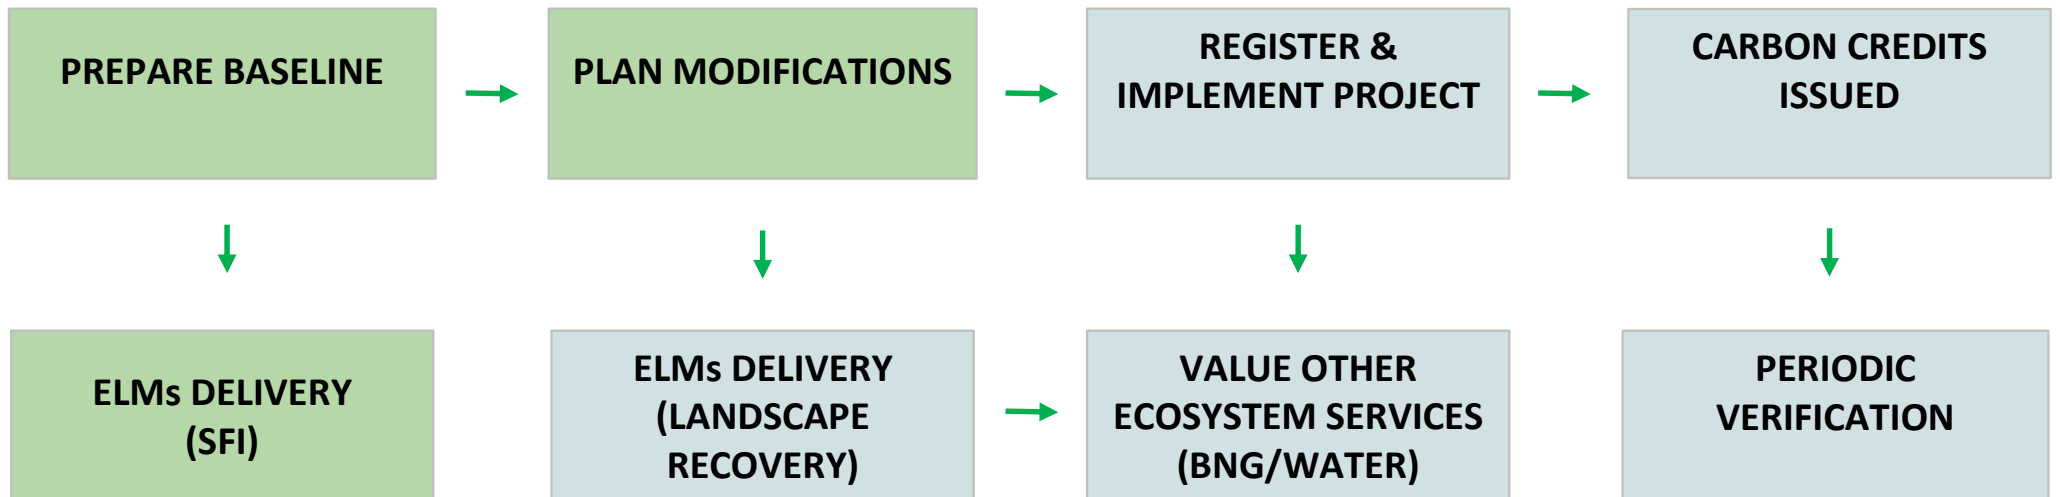 PREPARE BASELINE
PLAN MODIFICATIONS
REGISTER &
IMPLEMENT PROJECT
CARBON CREDITS
ISSUED
ELMs DELIVERY
(SFI)
ELMs DELIVERY
(LANDSCAPE
RECOVERY)
VALUE OTHER
ECOSYSTEM SERVICES
(BNG/WATER)
PERIODIC
VERIFICATION